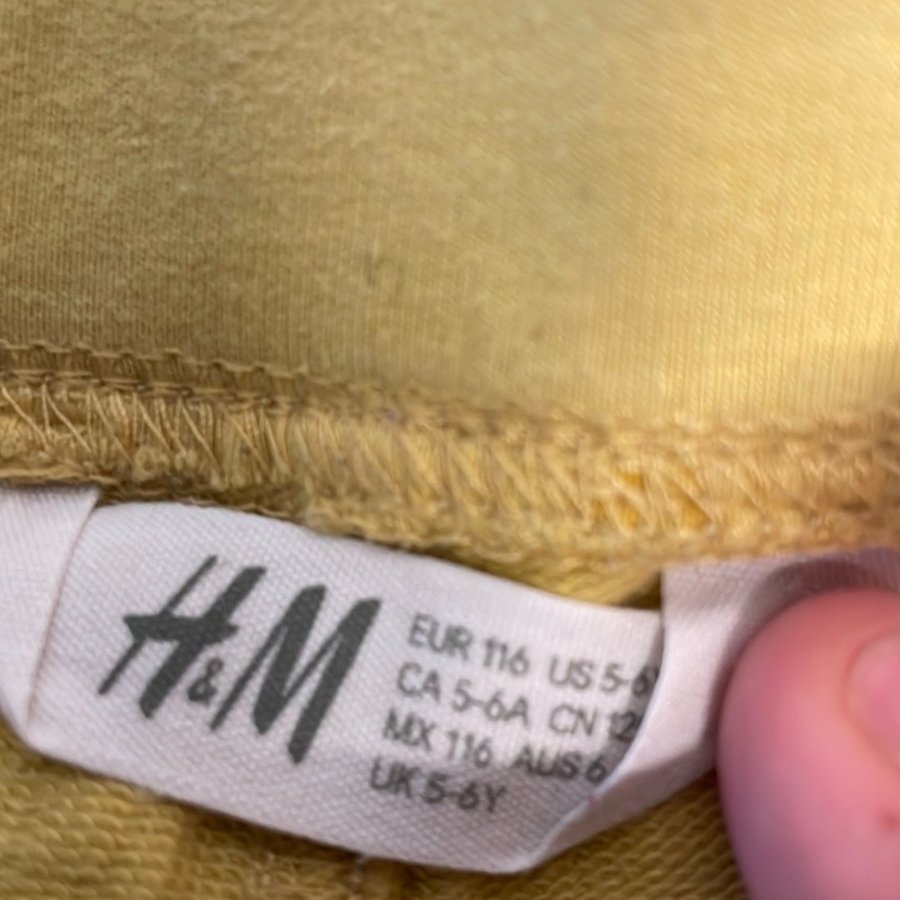 H&M
EUR 116 US 5-6
CA 5-6A CN 12
MX 116 AUS 6
UK 5-6Y